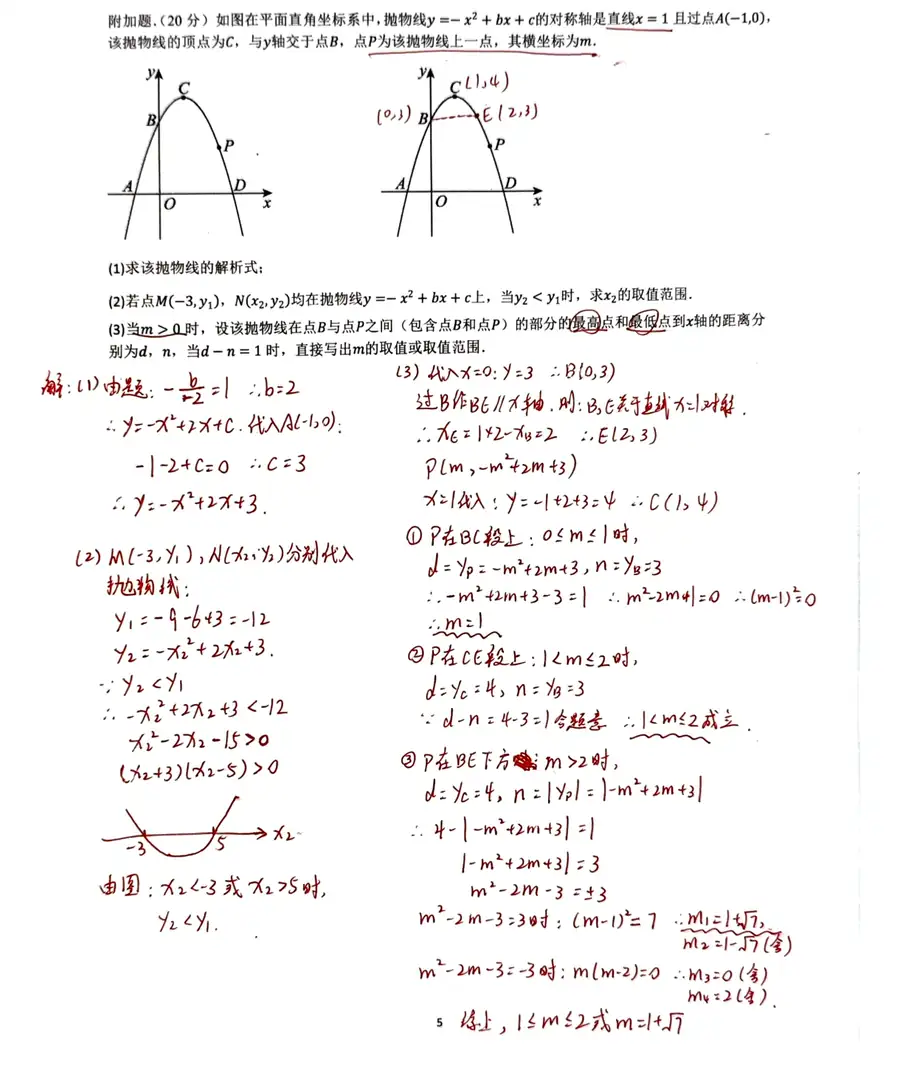 附加题.（20 分）如图在平面直角坐标系中，抛物线y＝− x² + bx + c的对称轴是直线x = 1 且过点A(−1,0)，
该抛物线的顶点为C，与y轴交于点B，点P为该抛物线上一点，其横坐标为m．
y
C
B
P
A
O
D
x
y
C(1,4)
(0,3) B
E(2,3)
P
A
O
D
x
(1)求该抛物线的解析式；
(2)若点M(−3, y₁)，N(x₂, y₂)均在抛物线y＝− x² + bx + c上，当y₂ < y₁时，求x₂的取值范围．
(3)当m > 0 时，设该抛物线在点B与点P之间（包含点B和点P）的部分的最高点和最低点到x轴的距离分
别为d，n，当d − n = 1 时，直接写出m的取值或取值范围．
解：(1) 由题：−b/−2=1 ∴b=2
∴ y=-x²+2x+c. 代入A(-1,0)：
-1-2+c=0 ∴c=3
∴ y=-x²+2x+3.
(2) M(-3,y₁), N(x₂,y₂)分别代入
抛物线：
y₁=-9-6+3=-12
y₂=-x₂²+2x₂+3.
∵ y₂<y₁
∴ -x₂²+2x₂+3<-12
x₂²-2x₂-15>0
(x₂+3)(x₂-5)>0
-3 5 x₂
由图：x₂<-3 或 x₂>5时,
y₂<y₁.
(3) 代入x=0: y=3 ∴B(0,3)
过B作BE∥x轴. 则：B,E关于直线x=1对称.
∴ xE=1×2-xB=2 ∴E(2,3)
P(m,-m²+2m+3)
x=1代入：y=-1+2+3=4 ∴C(1,4)
① P在BC段上：0≤m≤1时,
d=yP=-m²+2m+3, n=yB=3
∴-m²+2m+3-3=1 ∴m²-2m+1=0 ∴(m-1)²=0
∴m=1
② P在CE段上：1<m≤2时,
d=yC=4, n=yB=3
∵ d-n=4-3=1合题意 ∴1<m≤2成立.
③ P在BE下方：m>2时,
d=yC=4, n=|yP|=|-m²+2m+3|
∴ 4-|-m²+2m+3|=1
|-m²+2m+3|=3
m²-2m-3=±3
m²-2m-3=3时：(m-1)²=7 ∴m₁=1+√7,
m₂=1-√7(舍)
m²-2m-3=-3时：m(m-2)=0 ∴m₃=0(舍)
m₄=2(舍).
5 综上, 1≤m≤2或m=1+√7